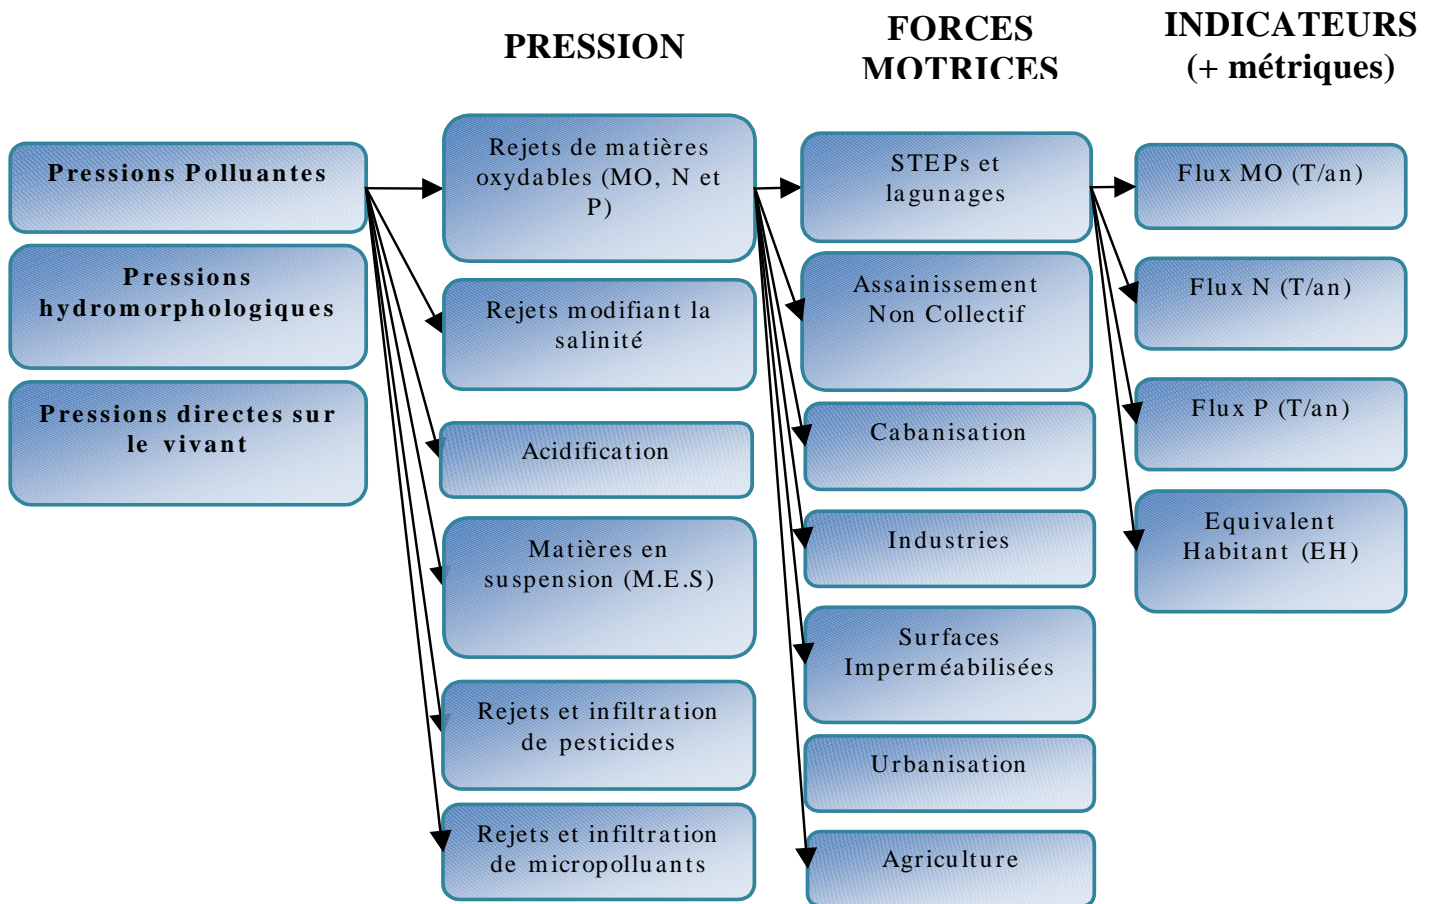 PRESSION
FORCES
MOTRICES
INDICATEURS
(+ métriques)
Pressions Polluantes
Pressions
hydromorphologiques
Pressions directes sur
le vivant
Rejets de matières
oxydables (MO, N et
P)
Rejets modifiant la
salinité
Acidification
Matières en
suspension (M.E.S)
Rejets et infiltration
de pesticides
Rejets et infiltration
de micropolluants
STEPs et
lagunages
Assainissement
Non Collectif
Cabanisation
Industries
Surfaces
Imperméabilisées
Urbanisation
Agriculture
Flux MO (T/an)
Flux N (T/an)
Flux P (T/an)
Equivalent
Habitant (EH)